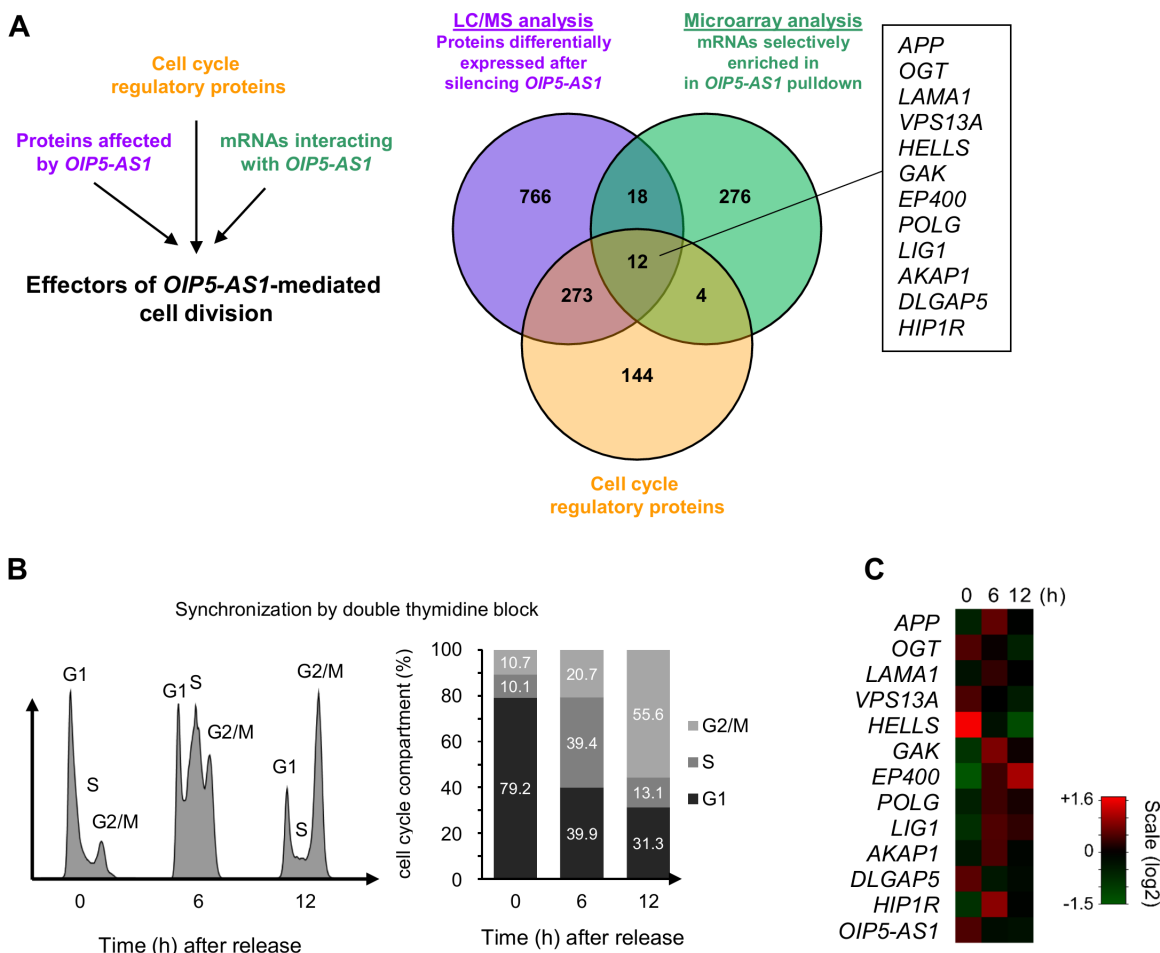 A
Cell cycle
regulatory proteins
Proteins affected
by OIP5-AS1
mRNAs interacting
with OIP5-AS1
Effectors of OIP5-AS1-mediated
cell division
LC/MS analysis
Proteins differentially
expressed after
silencing OIP5-AS1
Microarray analysis
mRNAs selectively
enriched in
in OIP5-AS1 pulldown
766
18
276
12
273
4
144
Cell cycle
regulatory proteins
APP
OGT
LAMA1
VPS13A
HELLS
GAK
EP400
POLG
LIG1
AKAP1
DLGAP5
HIP1R
B
Synchronization by double thymidine block
G1
S
G2/M
G1
S
G2/M
G1
S
G2/M
0
6
12
Time (h) after release
cell cycle compartment (%)
100
80
60
40
20
0
10.7
10.1
79.2
20.7
39.4
39.9
55.6
13.1
31.3
G2/M
S
G1
0
6
12
Time (h) after release
C
0 6 12 (h)
APP
OGT
LAMA1
VPS13A
HELLS
GAK
EP400
POLG
LIG1
AKAP1
DLGAP5
HIP1R
OIP5-AS1
+1.6
0
-1.5
Scale (log2)